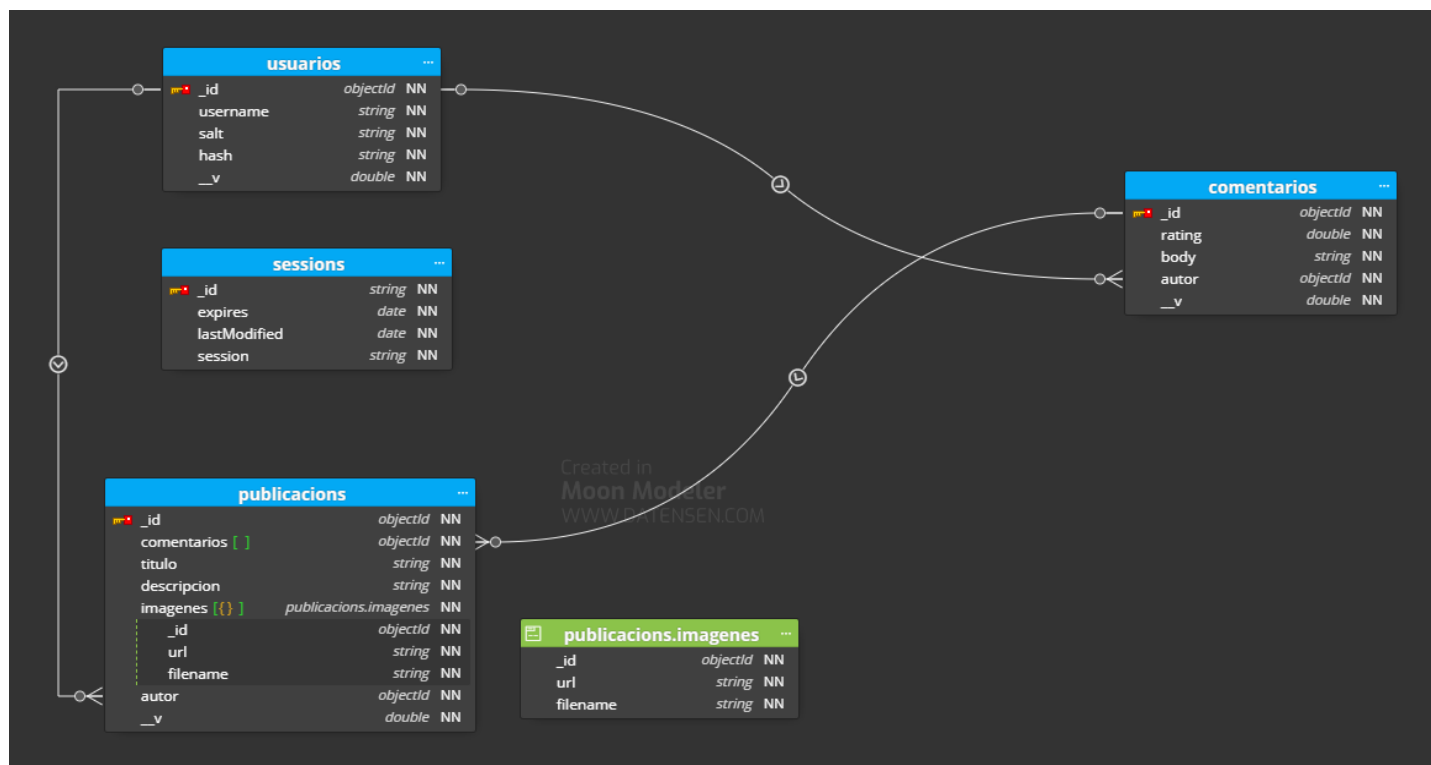 usuarios ...
_id objectId NN
username string NN
salt string NN
hash string NN
__v double NN
comentarios ...
_id objectId NN
rating double NN
body string NN
autor objectId NN
__v double NN
sessions ...
_id string NN
expires date NN
lastModified date NN
session string NN
Created in
Moon Modeler
WWW.DATENSEN.COM
publicacions ...
_id objectId NN
comentarios [ ] objectId NN
titulo string NN
descripcion string NN
imagenes [{} ] publicacions.imagenes NN
_id objectId NN
url string NN
filename string NN
autor objectId NN
__v double NN
publicacions.imagenes ...
_id objectId NN
url string NN
filename string NN